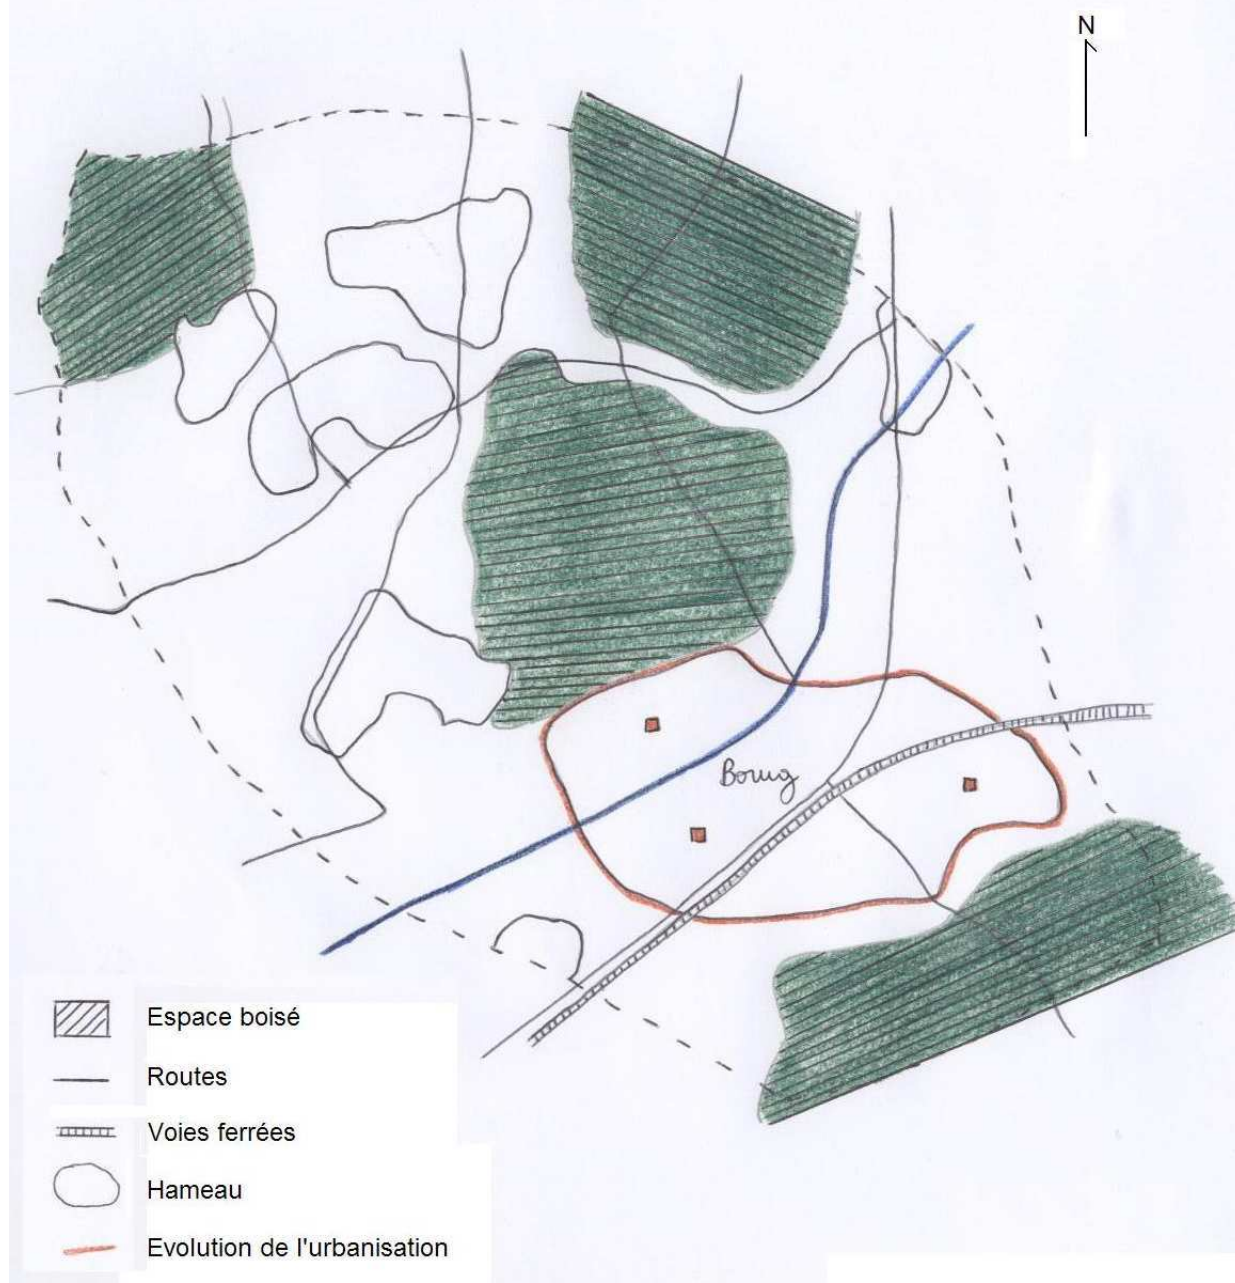 N
Bourg
Espace boisé
Routes
Voies ferrées
Hameau
Evolution de l'urbanisation